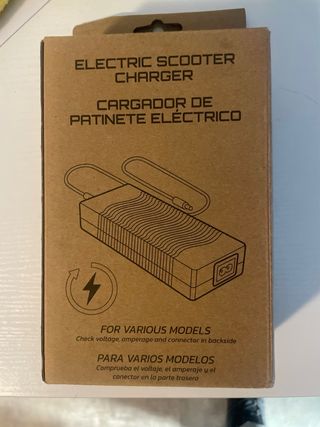 ELECTRIC SCOOTER
CHARGER
CARGADOR DE
PATINETE ELÉCTRICO
FOR VARIOUS MODELS
Check voltage, amperage and connector in backside
PARA VARIOS MODELOS
Comprueba el voltaje, el amperaje y el
conector en la parte trasera